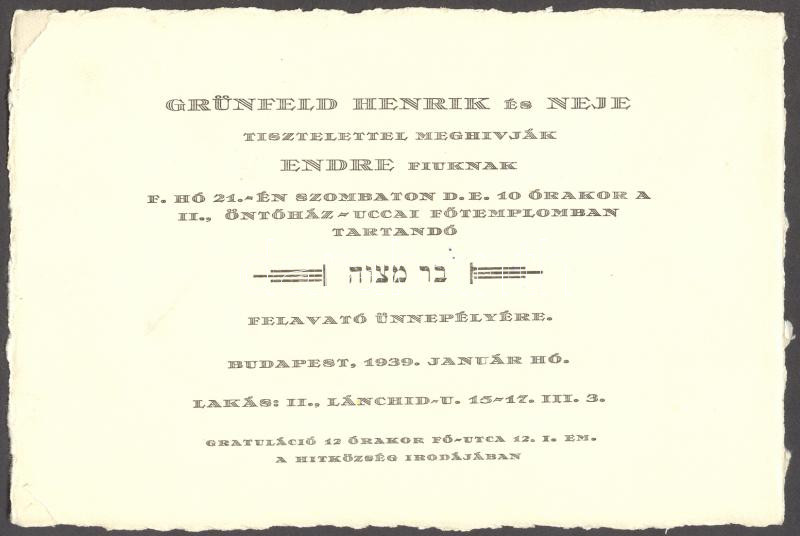 GRÜNFELD HENRIK és NEJE
TISZTELETTEL MEGHIVJÁK
ENDRE FIUKNAK
F. HÓ 21.-ÉN SZOMBATON D. E. 10 ÓRAKOR A
II., ÖNTŐHÁZ-UCCAI FŐTEMPLOMBAN
TARTANDÓ
בר מצוה
FELAVATÓ ÜNNEPÉLYÉRE.
BUDAPEST, 1939. JANUÁR HÓ.
LAKÁS: II., LÁNCHID-U. 15-17. III. 3.
GRATULÁCIÓ 12 ÓRAKOR FŐ-UTCA 12. I. EM.
A HITKÖZSÉG IRODÁJÁBAN